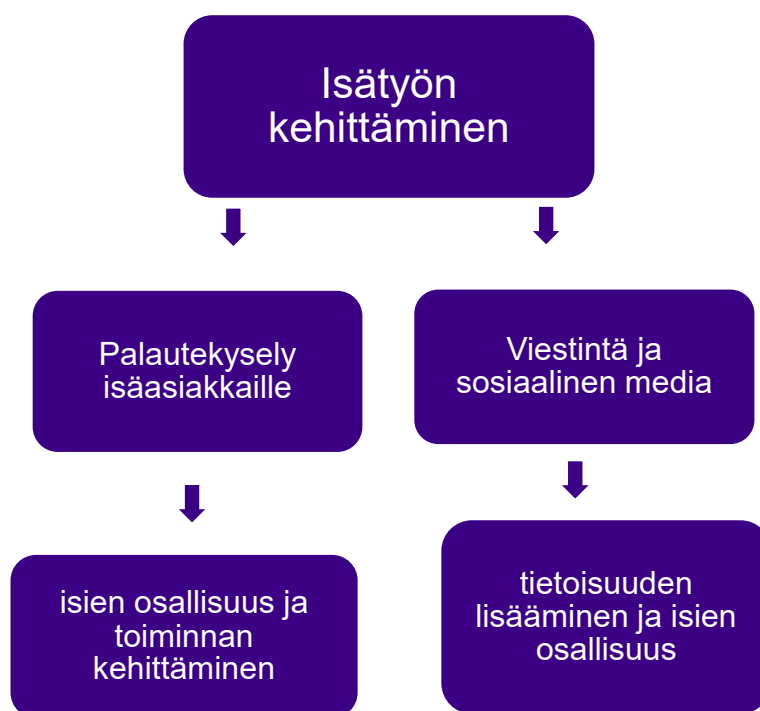 Isätyön
kehittäminen
Palautekysely
isäasiakkaille
Viestintä ja
sosiaalinen media
isien osallisuus ja
toiminnan
kehittäminen
tietoisuuden
lisääminen ja isien
osallisuus